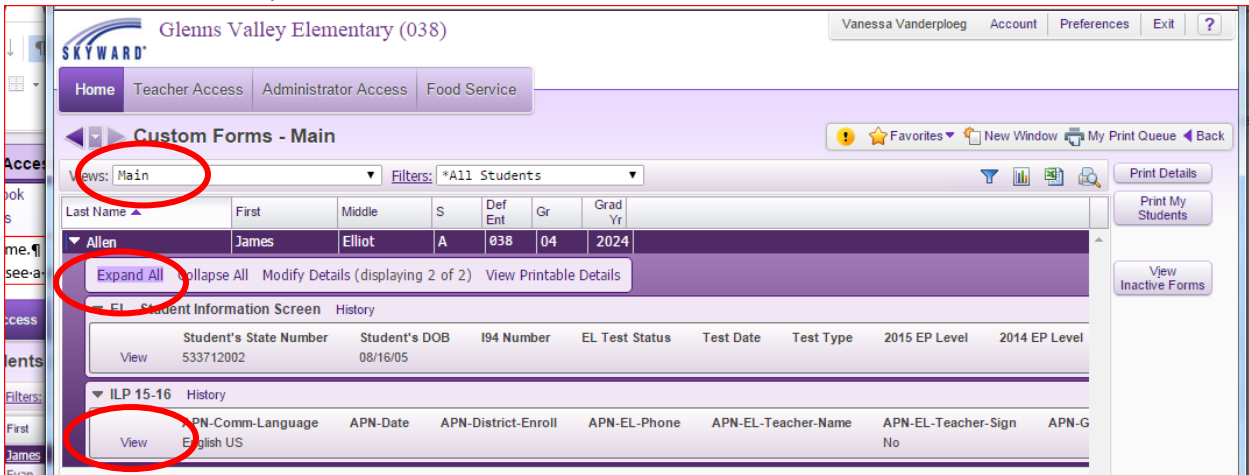 Glenns Valley Elementary (038)
Vanessa Vanderploeg Account Preferences Exit ?
SKYWARD
Home Teacher Access Administrator Access Food Service
Custom Forms - Main
Favorites New Window My Print Queue Back
Views: Main Filters: *All Students
Print Details
Print My Students
View Inactive Forms
Last Name First Middle S Def Ent Gr Grad Yr
Allen James Elliot A 038 04 2024
Expand All Collapse All Modify Details (displaying 2 of 2) View Printable Details
EL - Student Information Screen History
Student's State Number Student's DOB I94 Number EL Test Status Test Date Test Type 2015 EP Level 2014 EP Level
View 533712002 08/16/05
ILP 15-16 History
APN-Comm-Language APN-Date APN-District-Enroll APN-EL-Phone APN-EL-Teacher-Name APN-EL-Teacher-Sign APN-G
View English US No
me.¶
see-a-
Filters:
First
James